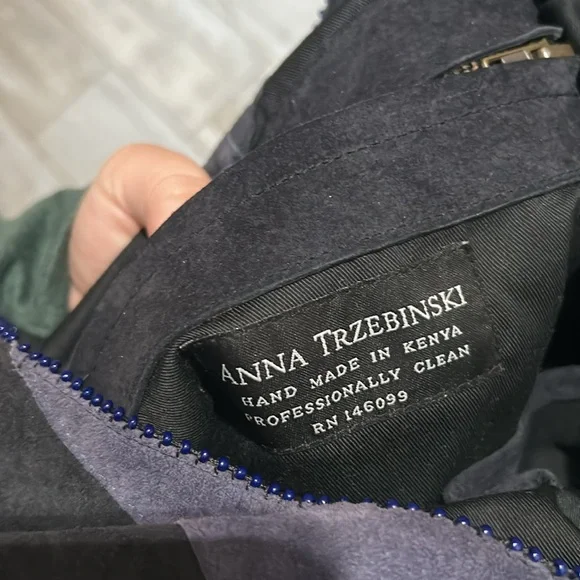 ANNA TRZEBINSKI
HAND MADE IN KENYA
PROFESSIONALLY CLEAN
RN 146099